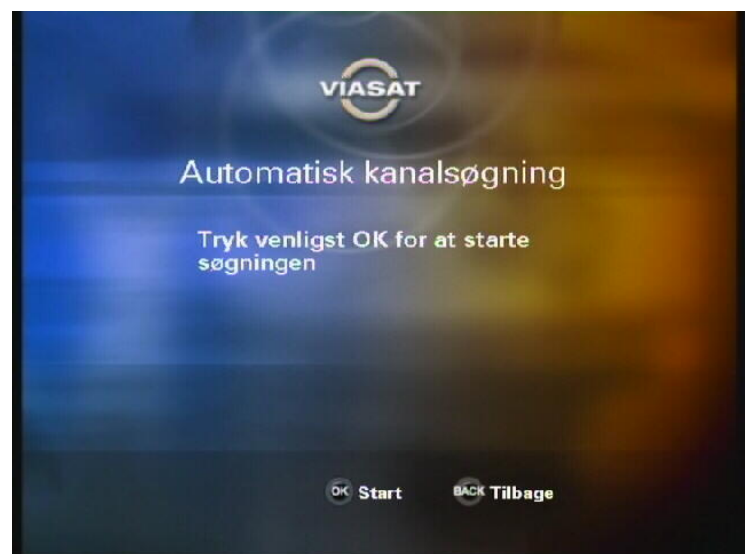 VIASAT
Automatisk kanalsøgning
Tryk venligst OK for at starte
søgningen
OK Start BACK Tilbage